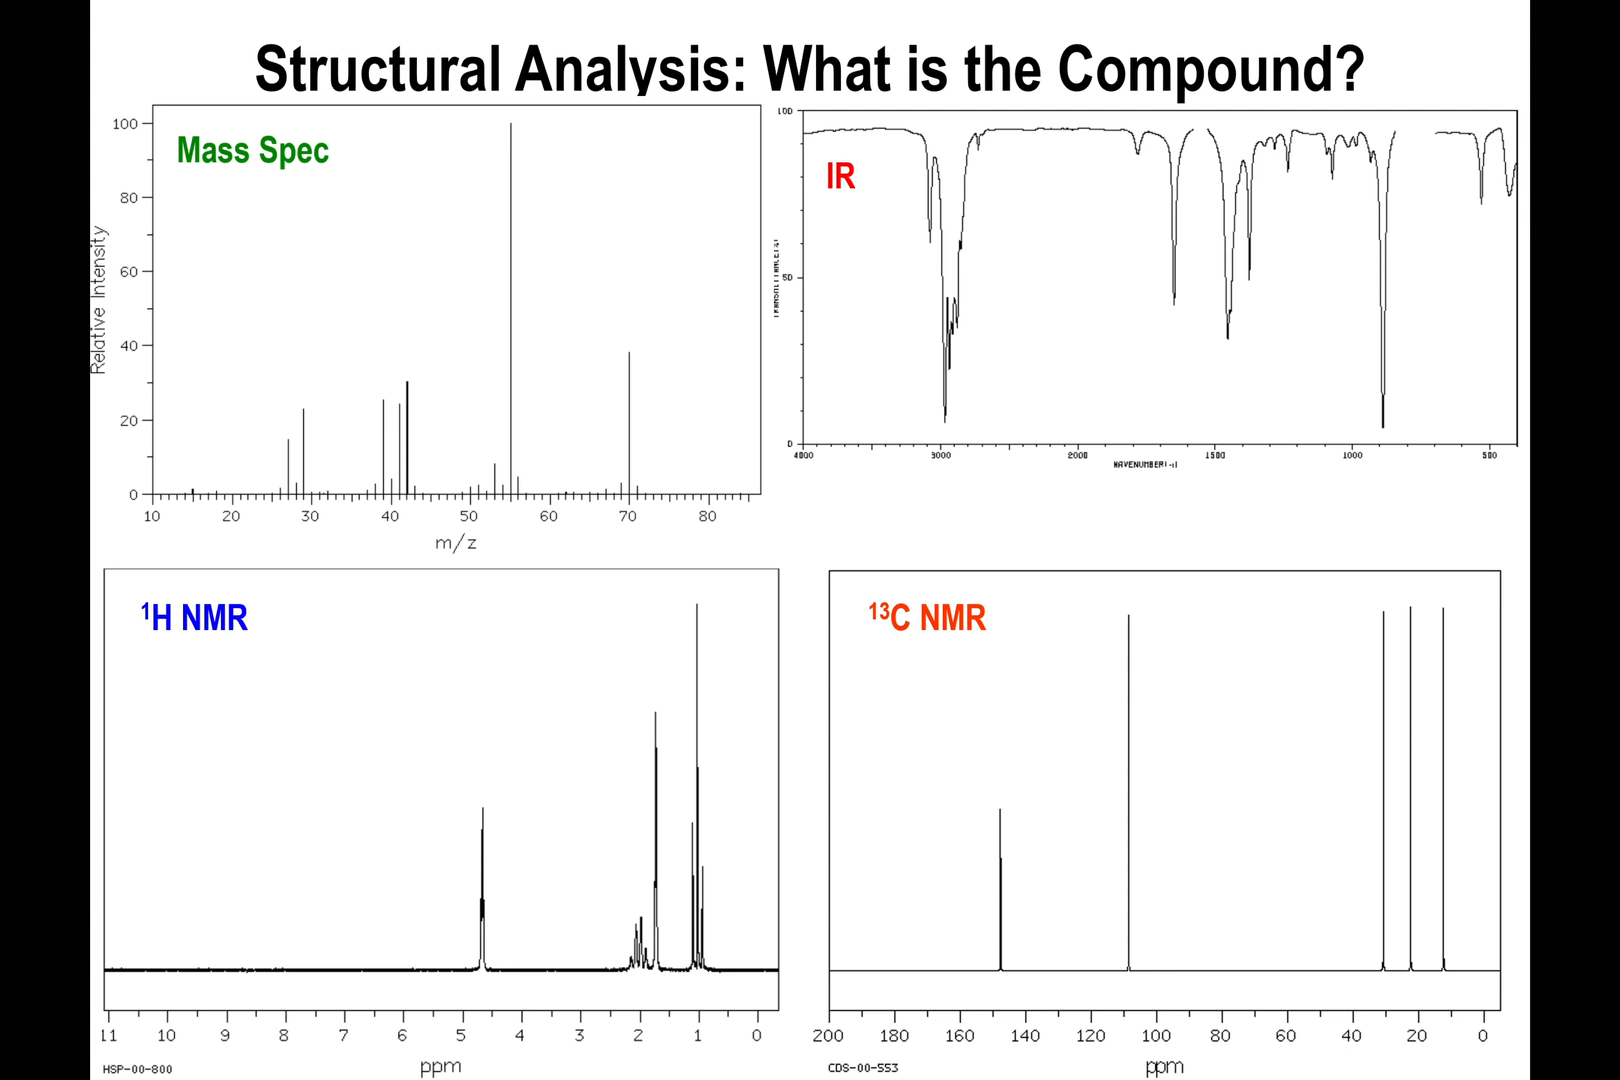 Structural Analysis: What is the Compound?
Mass Spec
100
80
60
40
20
0
Relative Intensity
10 20 30 40 50 60 70 80
m/z
IR
100
50
0
4000 3000 2000 1500 1000 500
1H NMR
11 10 9 8 7 6 5 4 3 2 1 0
ppm
HSP-00-800
13C NMR
200 180 160 140 120 100 80 60 40 20 0
ppm
CDS-00-553